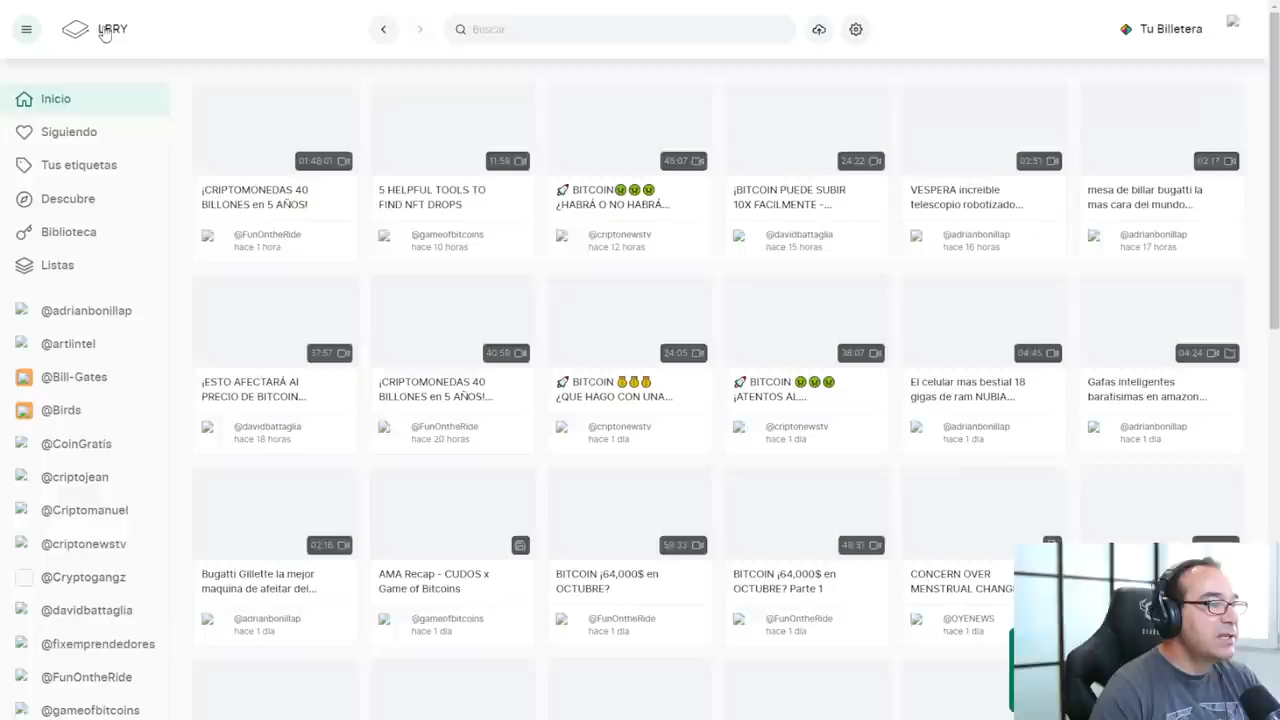 LBRY
Buscar
Tu Billetera
Inicio
Siguiendo
Tus etiquetas
Descubre
Biblioteca
Listas
@adrianbonillap
@artiintel
@Bill-Gates
@Birds
@CoinGratis
@criptojean
@Criptomanuel
@criptonewstv
@Cryptogangz
@davidbattaglia
@fixemprendedores
@FunOntheRide
@gameofbitcoins
01:48:01
¡CRIPTOMONEDAS 40
BILLONES en 5 AÑOS!
@FunOntheRide
hace 1 hora
11:59
5 HELPFUL TOOLS TO
FIND NFT DROPS
@gameofbitcoins
hace 10 horas
45:07
🚀 BITCOIN🤢🤢🤢
¿HABRÁ O NO HABRÁ...
@criptonewstv
hace 12 horas
24:22
¡BITCOIN PUEDE SUBIR
10X FACILMENTE -...
@davidbattaglia
hace 15 horas
02:51
VESPERA increible
telescopio robotizado...
@adrianbonillap
hace 16 horas
02:17
mesa de billar bugatti la
mas cara del mundo...
@adrianbonillap
hace 17 horas
37:57
¡ESTO AFECTARÁ Al
PRECIO DE BITCOIN...
@davidbattaglia
hace 18 horas
40:59
¡CRIPTOMONEDAS 40
BILLONES en 5 AÑOS!...
@FunOntheRide
hace 20 horas
24:05
🚀 BITCOIN 💰💰💰
¿QUE HAGO CON UNA...
@criptonewstv
hace 1 día
38:07
🚀 BITCOIN 🤢🤢🤢
¡ATENTOS AL...
@criptonewstv
hace 1 día
04:45
El celular mas bestial 18
gigas de ram NUBIA...
@adrianbonillap
hace 1 día
04:24
Gafas inteligentes
baratisimas en amazon...
@adrianbonillap
hace 1 día
02:16
Bugatti Gillette la mejor
maquina de afeitar del...
@adrianbonillap
hace 1 día
AMA Recap - CUDOS x
Game of Bitcoins
@gameofbitcoins
hace 1 día
59:33
BITCOIN ¡64,000$ en
OCTUBRE?
@FunOntheRide
hace 1 día
BITCOIN ¡64,000$ en
OCTUBRE? Parte 1
@FunOntheRide
hace 1 día
CONCERN OVER
MENSTRUAL CHANG
@OYENEWS
hace 1 día